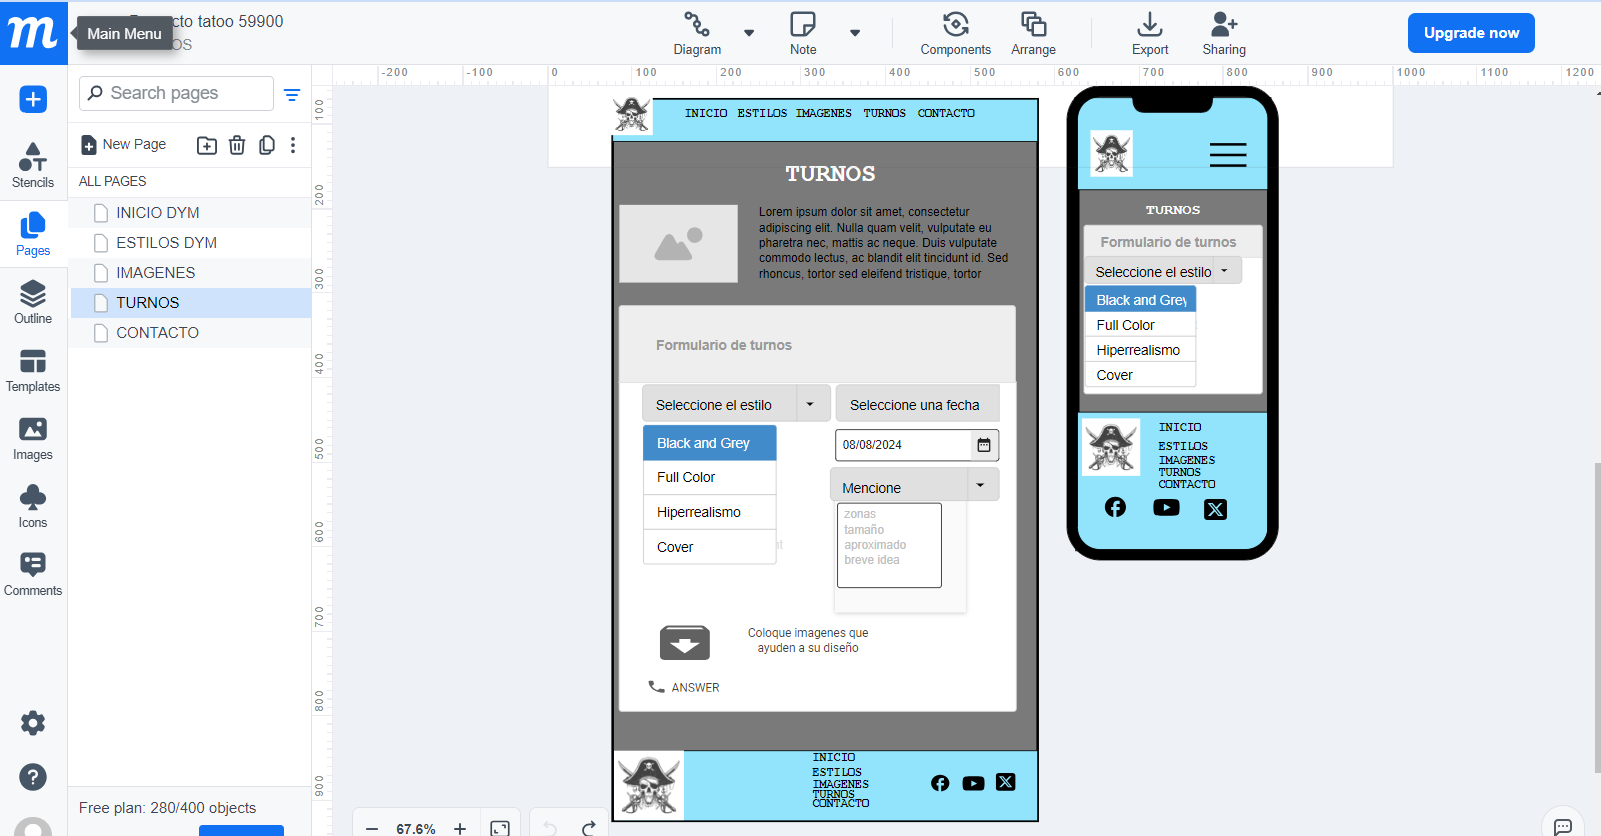 m
Main Menu
cto tatoo 59900
OS
Diagram
Note
Components
Arrange
Export
Sharing
Upgrade now
-200 -100 0 100 200 300 400 500 600 700 800 900 1000 1100 1200
Stencils
Pages
Outline
Templates
Images
Icons
Comments
Search pages
New Page
ALL PAGES
INICIO DYM
ESTILOS DYM
IMAGENES
TURNOS
CONTACTO
Free plan: 280/400 objects
100
200
300
400
500
600
700
800
900
INICIO ESTILOS IMAGENES TURNOS CONTACTO
TURNOS
Lorem ipsum dolor sit amet, consectetur
adipiscing elit. Nulla quam velit, vulputate eu
pharetra nec, mattis ac neque. Duis vulputate
commodo lectus, ac blandit elit tincidunt id. Sed
rhoncus, tortor sed eleifend tristique, tortor
Formulario de turnos
Seleccione el estilo
Black and Grey
Full Color
Hiperrealismo
Cover
Seleccione una fecha
08/08/2024
Mencione
zonas
tamaño
aproximado
breve idea
Coloque imagenes que
ayuden a su diseño
ANSWER
INICIO
ESTILOS
IMAGENES
TURNOS
CONTACTO
TURNOS
Formulario de turnos
Seleccione el estilo
Black and Grey
Full Color
Hiperrealismo
Cover
INICIO
ESTILOS
IMAGENES
TURNOS
CONTACTO
67.6%